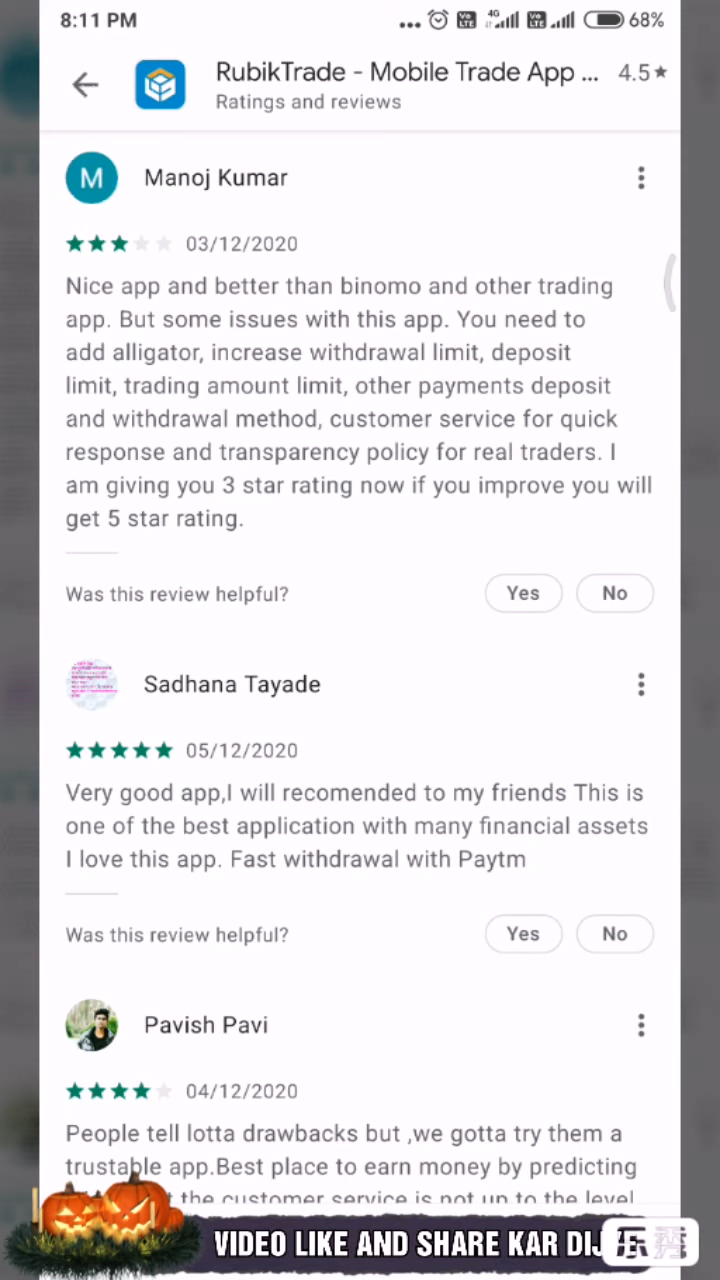 8:11 PM
4G
VoLTE
VoLTE
68%
RubikTrade - Mobile Trade App ...
4.5★
Ratings and reviews
M
Manoj Kumar
03/12/2020
Nice app and better than binomo and other trading
app. But some issues with this app. You need to
add alligator, increase withdrawal limit, deposit
limit, trading amount limit, other payments deposit
and withdrawal method, customer service for quick
response and transparency policy for real traders. I
am giving you 3 star rating now if you improve you will
get 5 star rating.
Was this review helpful?
Yes
No
Sadhana Tayade
05/12/2020
Very good app,I will recomended to my friends This is
one of the best application with many financial assets
I love this app. Fast withdrawal with Paytm
Was this review helpful?
Yes
No
Pavish Pavi
04/12/2020
People tell lotta drawbacks but ,we gotta try them a
trustable app.Best place to earn money by predicting
the customer service is not up to the level
VIDEO LIKE AND SHARE KAR
乐秀